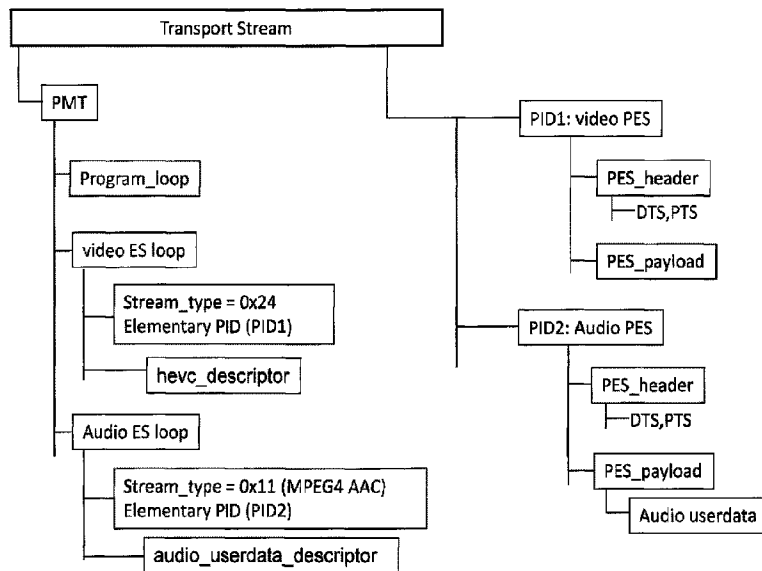 Transport Stream
PMT
Program_loop
video ES loop
Stream_type = 0x24
Elementary PID (PID1)
hevc_descriptor
Audio ES loop
Stream_type = 0x11 (MPEG4 AAC)
Elementary PID (PID2)
audio_userdata_descriptor
PID1: video PES
PES_header
DTS,PTS
PES_payload
PID2: Audio PES
PES_header
DTS,PTS
PES_payload
Audio userdata